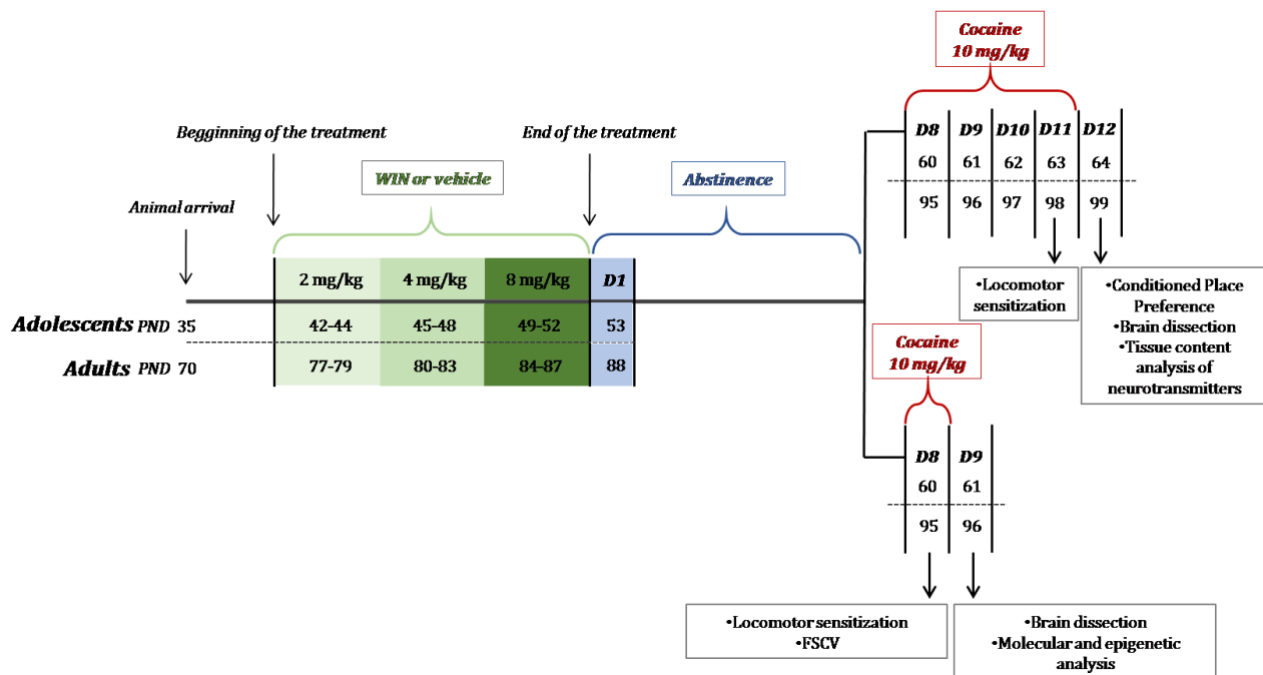 Cocaine
10 mg/kg
Begginning of the treatment
End of the treatment
D8 D9 D10 D11 D12
60 61 62 63 64
95 96 97 98 99
WIN or vehicle
Abstinence
Animal arrival
2 mg/kg 4 mg/kg 8 mg/kg D1
Adolescents PND 35 42-44 45-48 49-52 53
Adults PND 70 77-79 80-83 84-87 88
•Locomotor
sensitization
•Conditioned Place
Preference
•Brain dissection
•Tissue content
analysis of
neurotransmitters
Cocaine
10 mg/kg
D8 D9
60 61
95 96
•Locomotor sensitization
•FSCV
•Brain dissection
•Molecular and epigenetic
analysis